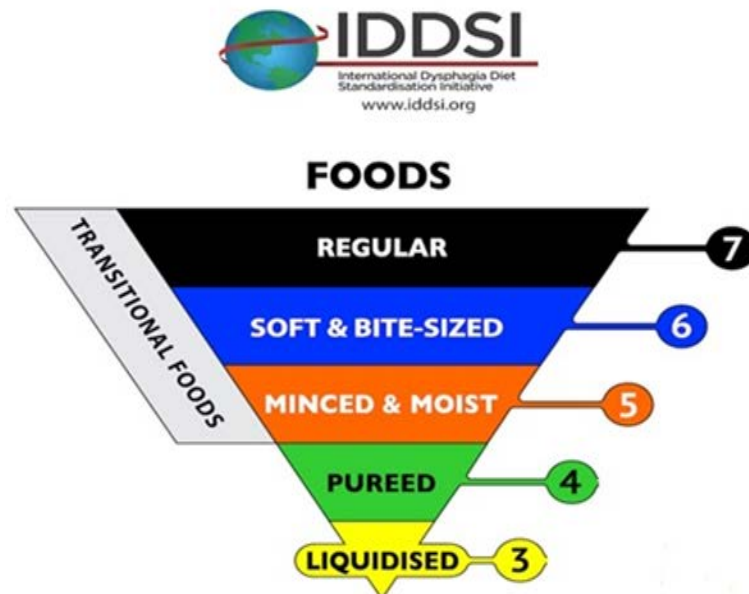 IDDSI
International Dysphagia Diet
Standardisation Initiative
www.iddsi.org
FOODS
TRANSITIONAL FOODS
REGULAR
7
SOFT & BITE-SIZED
6
MINCED & MOIST
5
PUREED
4
LIQUIDISED
3